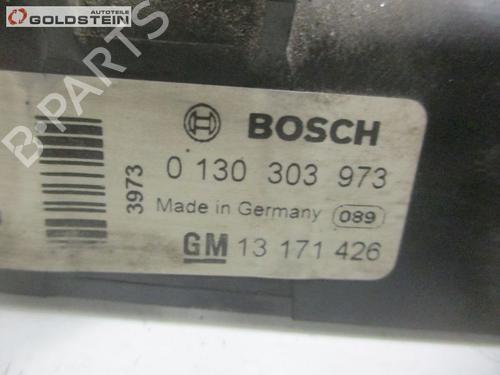 AUTOTEILE
GOLDSTEIN
B-PARTS
BOSCH
0 130 303 973
3973
Made in Germany 089
GM 13 171 426